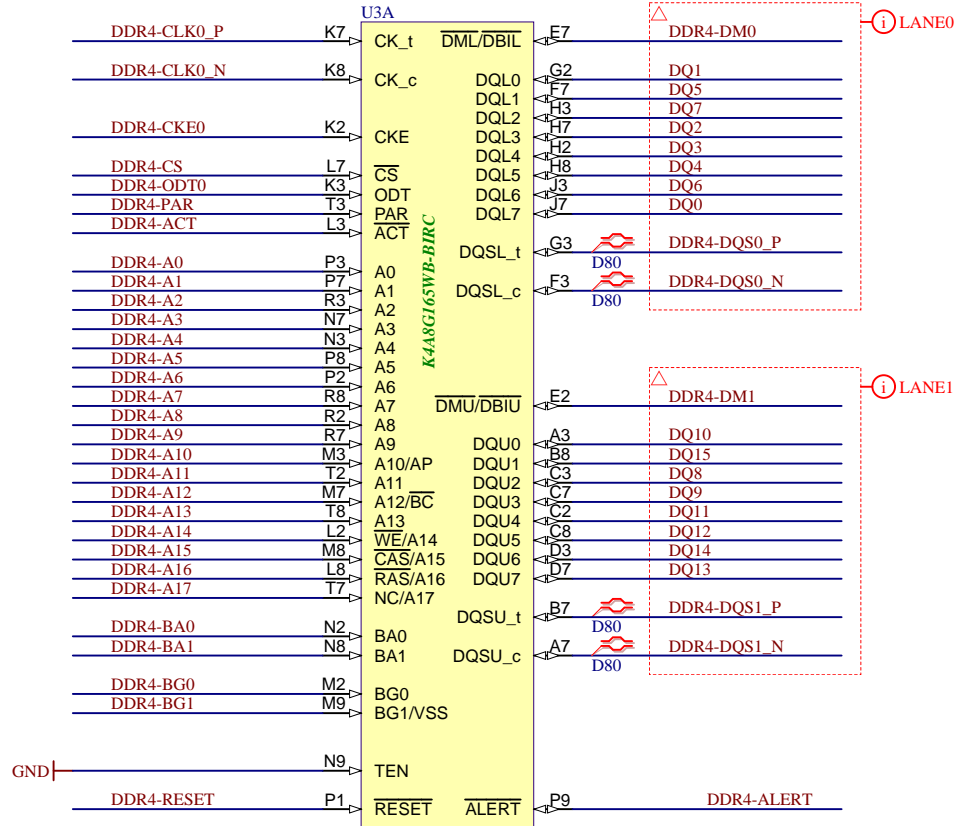 U3A
DDR4-CLK0_P K7 CK_t DML/DBIL E7 DDR4-DM0 i LANE0
DDR4-CLK0_N K8 CK_c DQL0 G2 DQ1
DQL1 F7 DQ5
DQL2 H3 DQ7
DDR4-CKE0 K2 CKE DQL3 H7 DQ2
DQL4 H2 DQ3
DDR4-CS L7 CS DQL5 H8 DQ4
DDR4-ODT0 K3 ODT DQL6 J3 DQ6
DDR4-PAR T3 PAR DQL7 J7 DQ0
DDR4-ACT L3 ACT
K4A8G165WB-BIRC
DQSL_t G3 D80 DDR4-DQS0_P
DDR4-A0 P3 A0
DDR4-A1 P7 A1 DQSL_c F3 D80 DDR4-DQS0_N
DDR4-A2 R3 A2
DDR4-A3 N7 A3
DDR4-A4 N3 A4
DDR4-A5 P8 A5
DDR4-A6 P2 A6
DDR4-A7 R8 A7 DMU/DBIU E2 DDR4-DM1 i LANE1
DDR4-A8 R2 A8
DDR4-A9 R7 A9 DQU0 A3 DQ10
DDR4-A10 M3 A10/AP DQU1 B8 DQ15
DDR4-A11 T2 A11 DQU2 C3 DQ8
DDR4-A12 M7 A12/BC DQU3 C7 DQ9
DDR4-A13 T8 A13 DQU4 C2 DQ11
DDR4-A14 L2 WE/A14 DQU5 C8 DQ12
DDR4-A15 M8 CAS/A15 DQU6 D3 DQ14
DDR4-A16 L8 RAS/A16 DQU7 D7 DQ13
DDR4-A17 T7 NC/A17
DQSU_t B7 D80 DDR4-DQS1_P
DDR4-BA0 N2 BA0
DDR4-BA1 N8 BA1 DQSU_c A7 D80 DDR4-DQS1_N
DDR4-BG0 M2 BG0
DDR4-BG1 M9 BG1/VSS
GND N9 TEN
DDR4-RESET P1 RESET ALERT P9 DDR4-ALERT